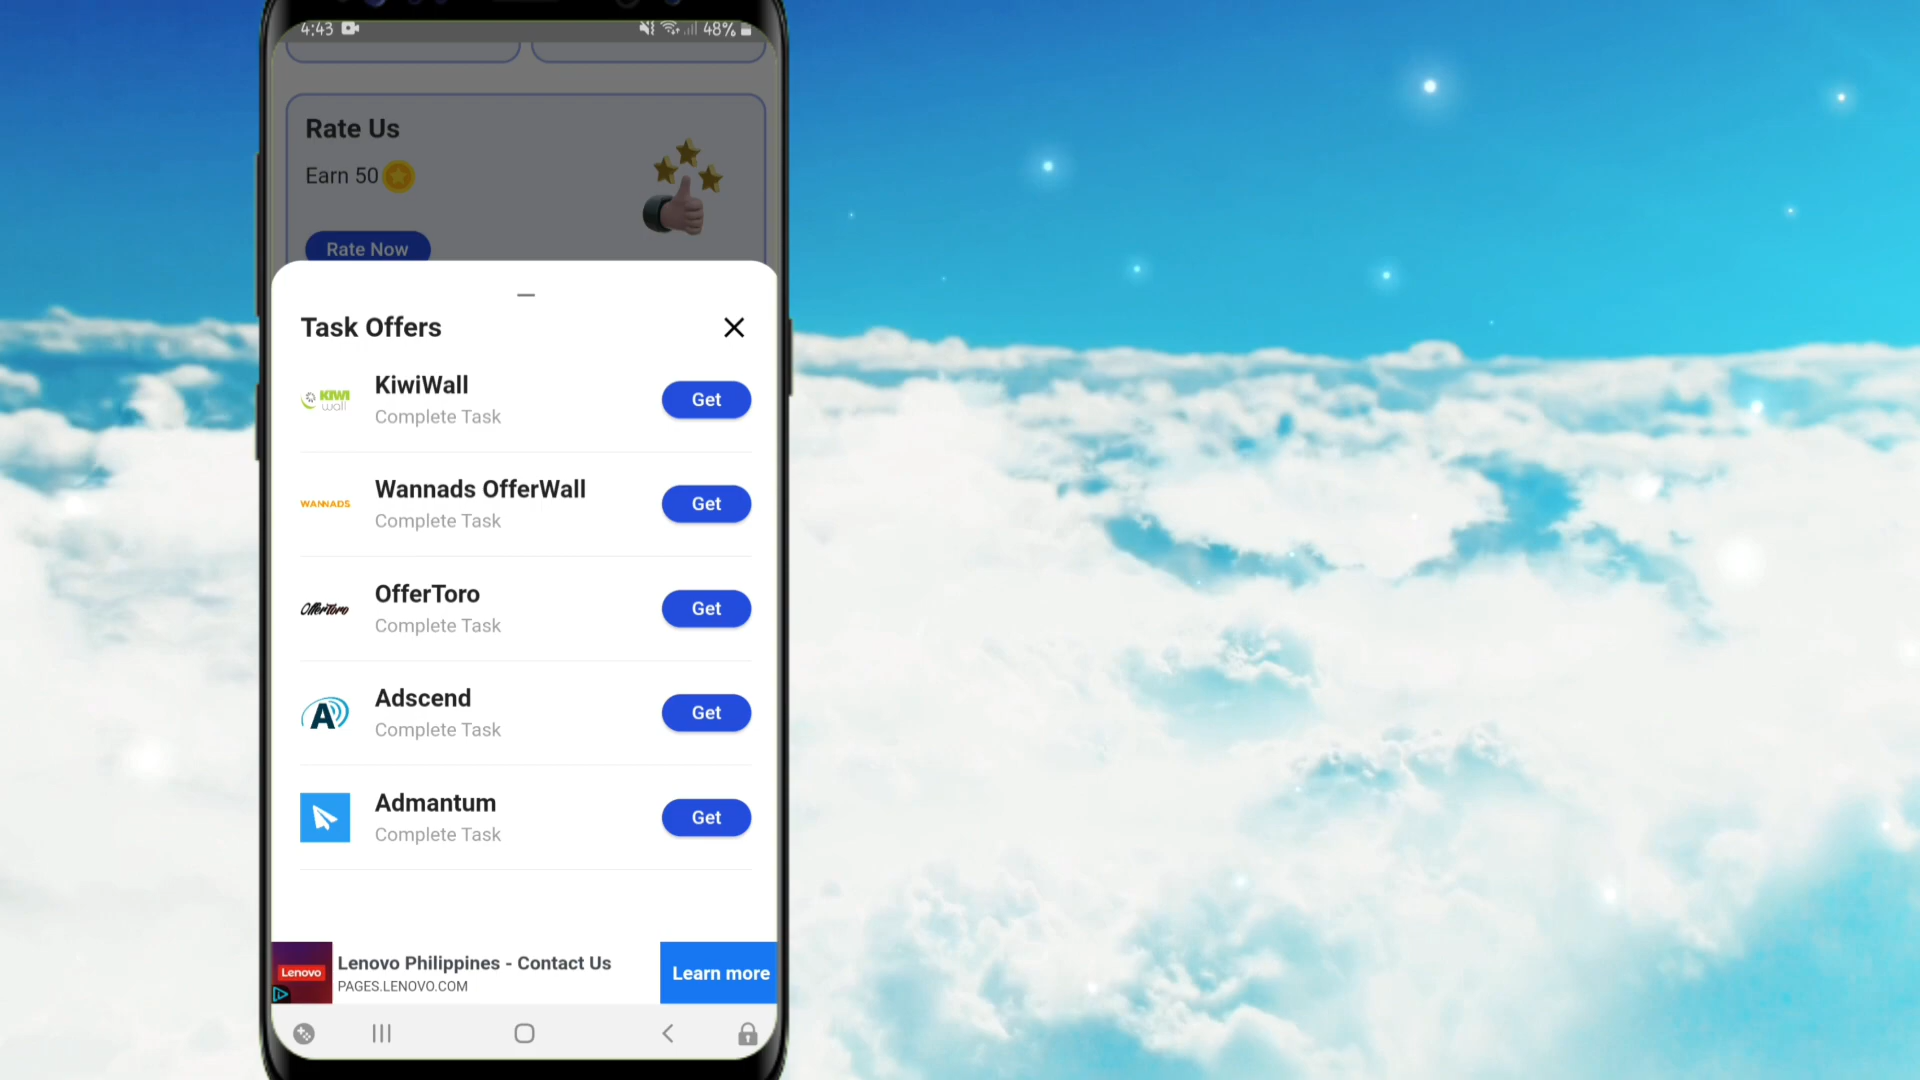 4:43 48%
Rate Us
Earn 50
Rate Now
Task Offers
KIWI
wall
KiwiWall
Complete Task
Get
WANNADS
Wannads OfferWall
Complete Task
Get
OfferToro
OfferToro
Complete Task
Get
A
Adscend
Complete Task
Get
Admantum
Complete Task
Get
Lenovo
Lenovo Philippines - Contact Us
PAGES.LENOVO.COM
Learn more